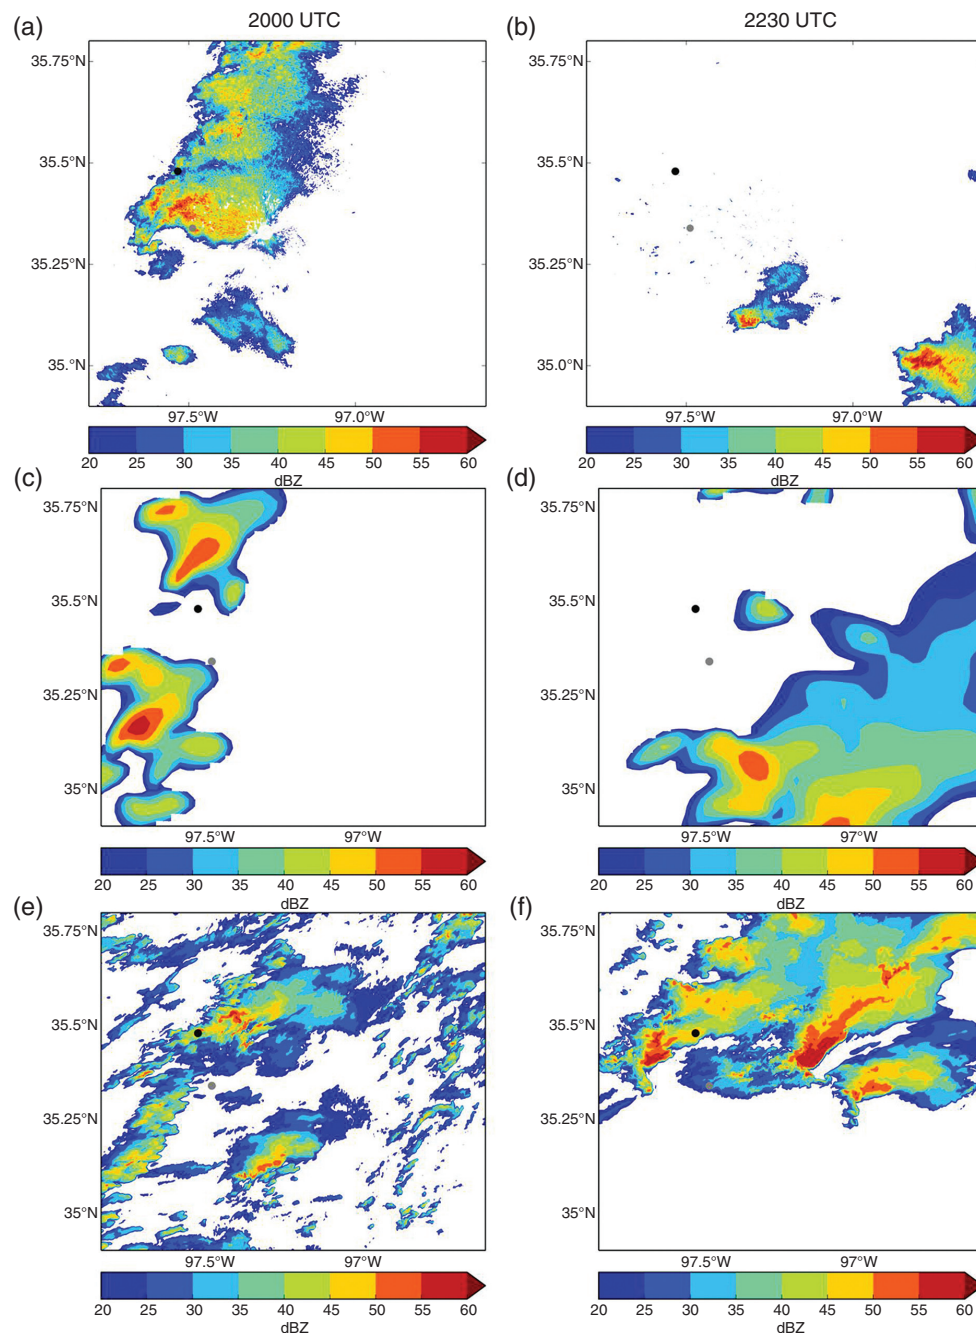 (a) 2000 UTC (b) 2230 UTC
35.75°N 35.75°N
35.5°N 35.5°N
35.25°N 35.25°N
35.0°N 35.0°N
97.5°W 97.0°W 97.5°W 97.0°W
20 25 30 35 40 45 50 55 60 20 25 30 35 40 45 50 55 60
dBZ dBZ
(c) (d)
35.75°N 35.75°N
35.5°N 35.5°N
35.25°N 35.25°N
35°N 35°N
97.5°W 97°W 97.5°W 97°W
20 25 30 35 40 45 50 55 60 20 25 30 35 40 45 50 55 60
dBZ dBZ
(e) (f)
35.75°N 35.75°N
35.5°N 35.5°N
35.25°N 35.25°N
35°N 35°N
97.5°W 97°W 97.5°W 97°W
20 25 30 35 40 45 50 55 60 20 25 30 35 40 45 50 55 60
dBZ dBZ